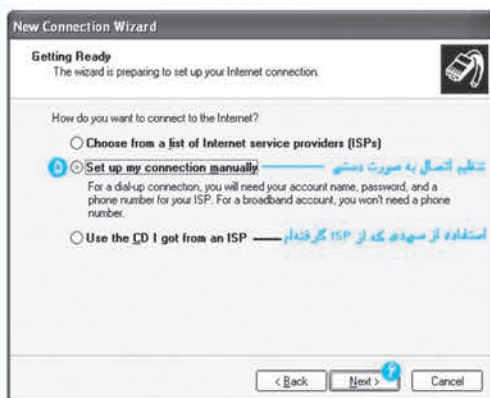 New Connection Wizard
Getting Ready
The wizard is preparing to set up your Internet connection.
How do you want to connect to the Internet?
Choose from a list of Internet service providers (ISPs)
۵ Set up my connection manually تنظیم اتصال به صورت دستی
For a dial-up connection, you will need your account name, password, and a
phone number for your ISP. For a broadband account, you won't need a phone
number.
Use the CD I got from an ISP استفاده از سی‌دی که از ISP گرفته‌ام
< Back Next > Cancel